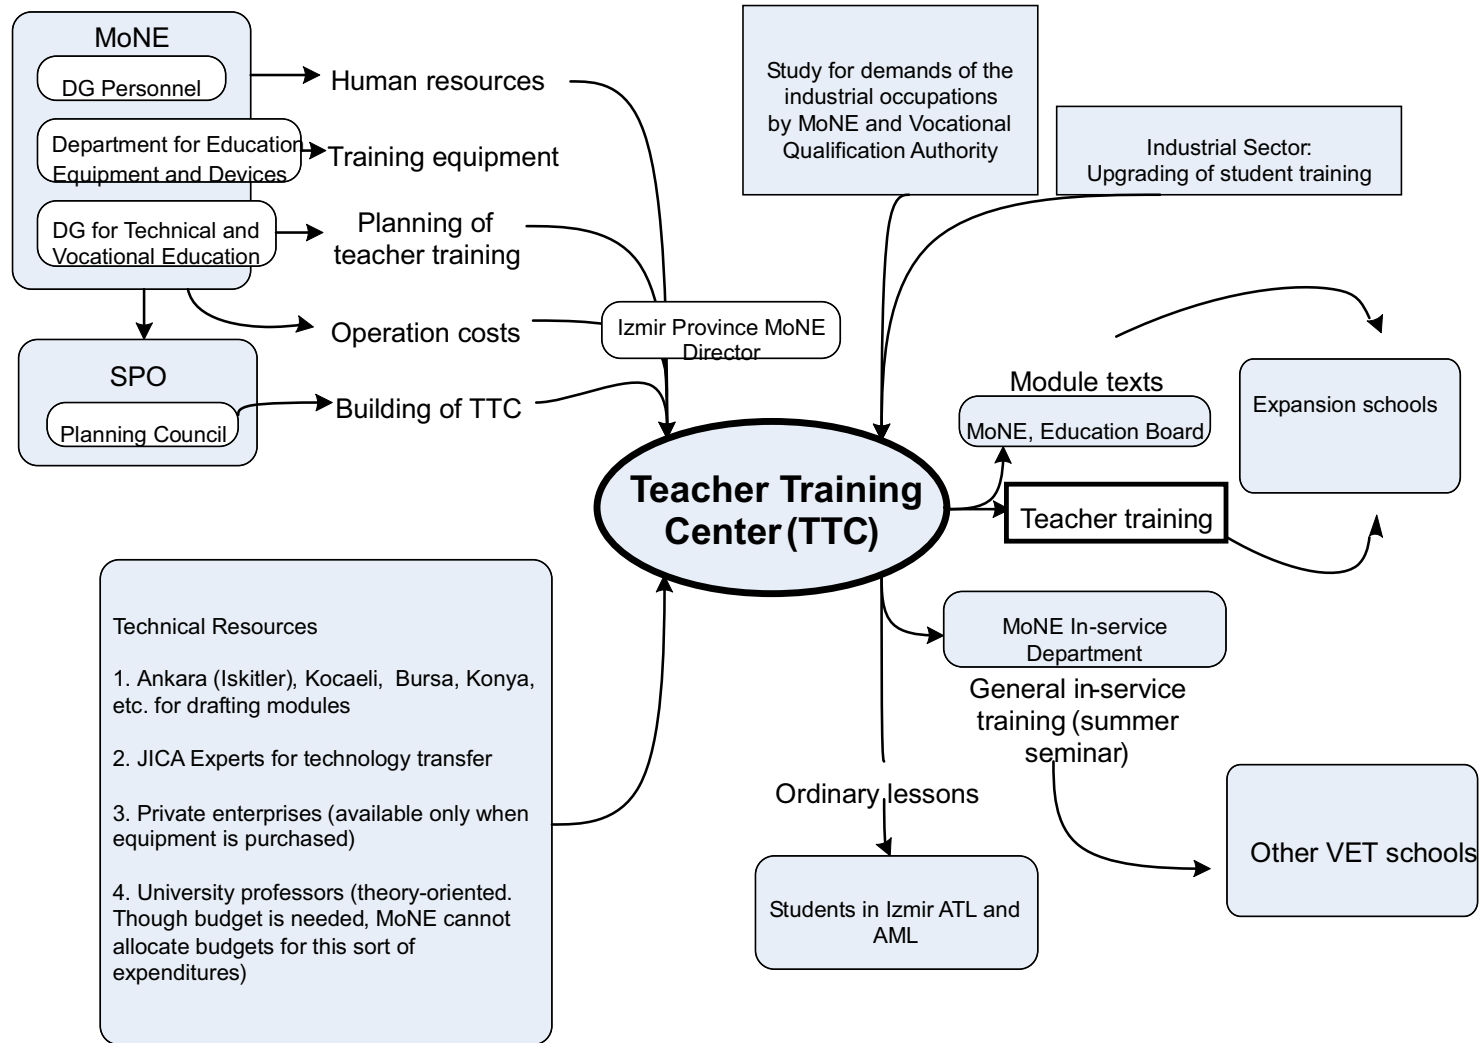 MoNE
DG Personnel
Department for Education
Equipment and Devices
DG for Technical and
Vocational Education
Human resources
Training equipment
Planning of
teacher training
Operation costs
Izmir Province MoNE
Director
SPO
Planning Council
Building of TTC
Study for demands of the
industrial occupations
by MoNE and Vocational
Qualification Authority
Industrial Sector:
Upgrading of student training
Teacher Training
Center (TTC)
Module texts
MoNE, Education Board
Teacher training
Expansion schools
MoNE In-service
Department
General in-service
training (summer
seminar)
Other VET schools
Ordinary lessons
Students in Izmir ATL and
AML
Technical Resources
1. Ankara (Iskitler), Kocaeli, Bursa, Konya,
etc. for drafting modules
2. JICA Experts for technology transfer
3. Private enterprises (available only when
equipment is purchased)
4. University professors (theory-oriented.
Though budget is needed, MoNE cannot
allocate budgets for this sort of
expenditures)